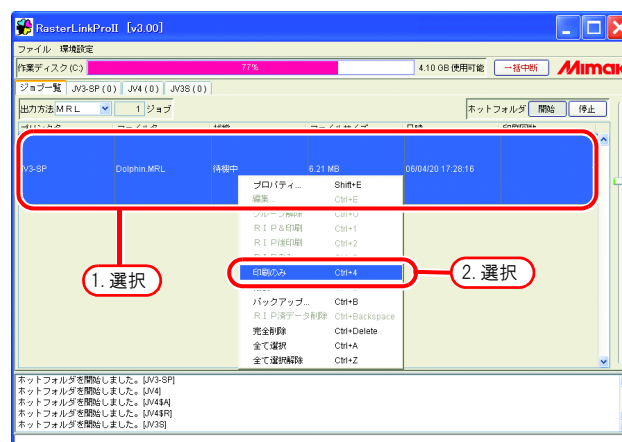 RasterLinkProII [v3.00]
ファイル 環境設定
作業ディスク(C:) 77% 4.10 GB 使用可能 一括中断 Mimaki
ジョブ一覧 JV3-SP(0) JV4(0) JV3S(0)
出力方法 MRL 1 ジョブ ホットフォルダ 開始 停止
V3-SP Dolphin.MRL 待機中 6.21 MB 06/04/20 17:28:16
プロパティ... Shift+E
編集... Ctrl+E
グループ解除 Ctrl+U
RIP&印刷 Ctrl+1
RIP後印刷 Ctrl+2
印刷のみ Ctrl+4
1.選択
2.選択
バックアップ... Ctrl+B
RIP済データ削除 Ctrl+Backspace
完全削除 Ctrl+Delete
全て選択 Ctrl+A
全て選択解除 Ctrl+Z
ホットフォルダを開始しました。[JV3-SP]
ホットフォルダを開始しました。[JV4]
ホットフォルダを開始しました。[JV4$A]
ホットフォルダを開始しました。[JV4$R]
ホットフォルダを開始しました。[JV3S]